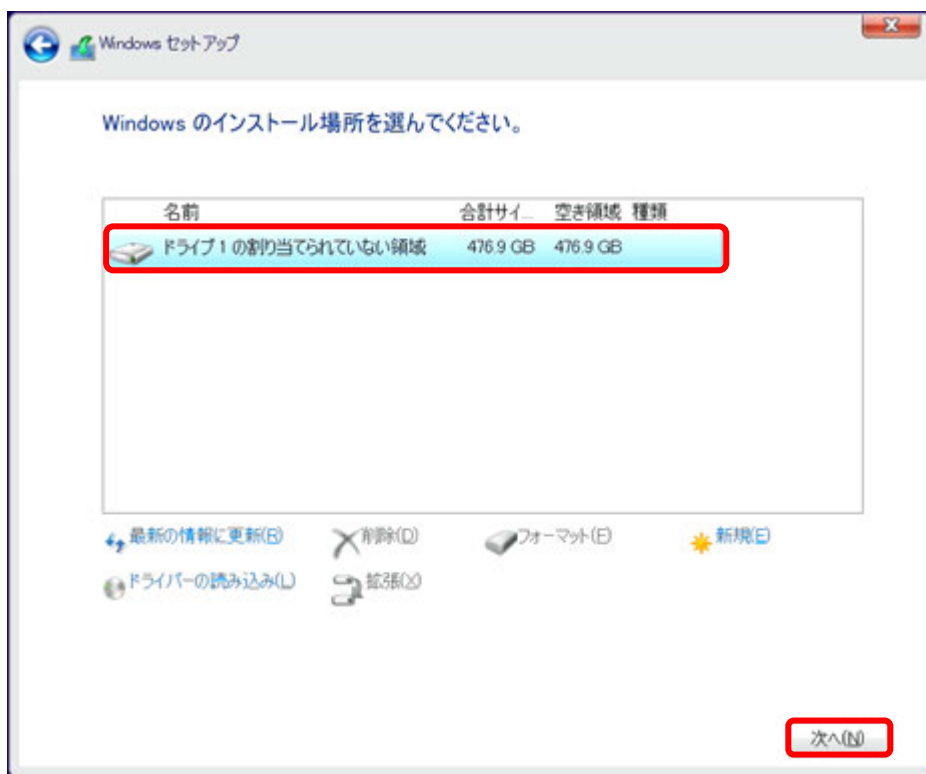 Windows セットアップ
Windows のインストール場所を選んでください。
名前 合計サイ... 空き領域 種類
ドライブ 1 の割り当てられていない領域 476.9 GB 476.9 GB
最新の情報に更新(R) 削除(D) フォーマット(F) 新規(E)
ドライバーの読み込み(L) 拡張(X)
次へ(N)